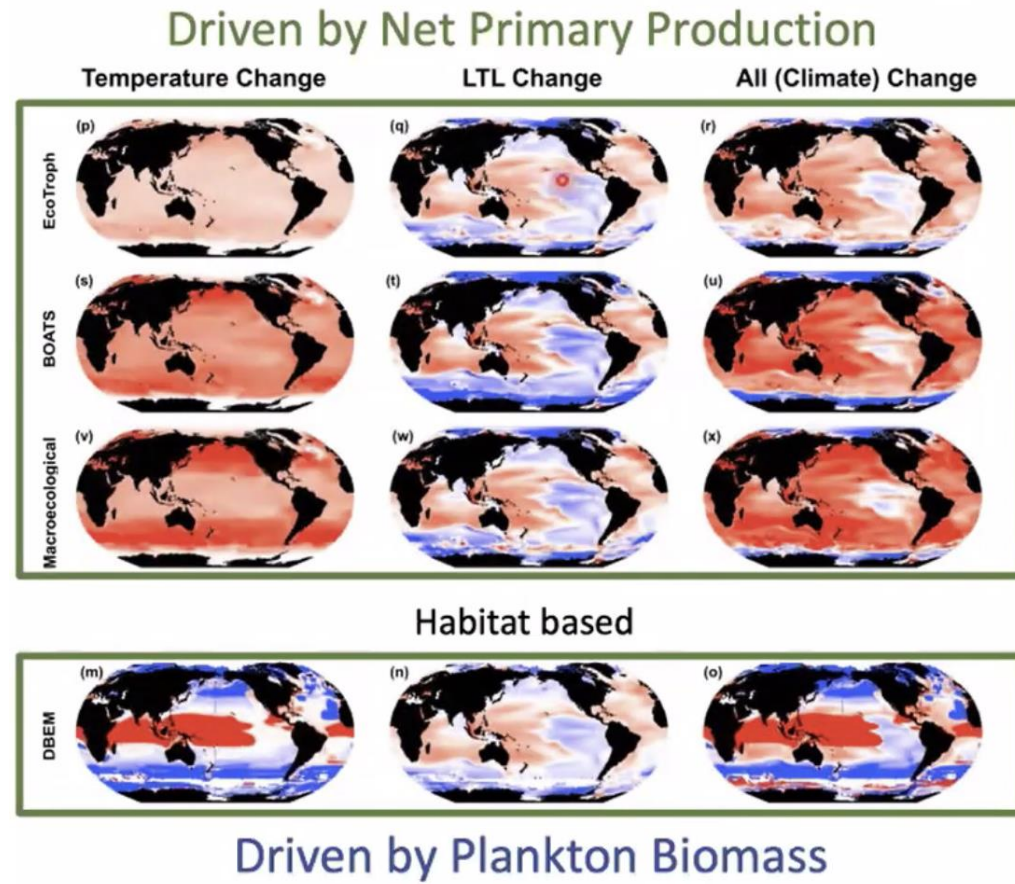 Driven by Net Primary Production
Temperature Change LTL Change All (Climate) Change
EcoTroph
(p) (q) (r)
BOATS
(s) (t) (u)
Macroecological
(v) (w) (x)
Habitat based
DBEM
(m) (n) (o)
Driven by Plankton Biomass